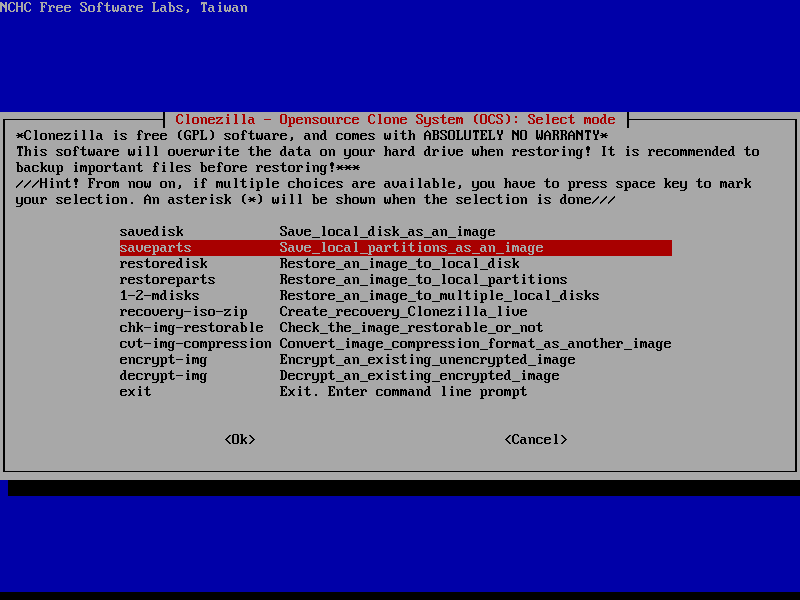 NCHC Free Software Labs, Taiwan
Clonezilla - Opensource Clone System (OCS): Select mode
*Clonezilla is free (GPL) software, and comes with ABSOLUTELY NO WARRANTY*
This software will overwrite the data on your hard drive when restoring! It is recommended to
backup important files before restoring!***
///Hint! From now on, if multiple choices are available, you have to press space key to mark
your selection. An asterisk (*) will be shown when the selection is done///
savedisk Save_local_disk_as_an_image
saveparts Save_local_partitions_as_an_image
restoredisk Restore_an_image_to_local_disk
restoreparts Restore_an_image_to_local_partitions
1-2-mdisks Restore_an_image_to_multiple_local_disks
recovery-iso-zip Create_recovery_Clonezilla_live
chk-img-restorable Check_the_image_restorable_or_not
cvt-img-compression Convert_image_compression_format_as_another_image
encrypt-img Encrypt_an_existing_unencrypted_image
decrypt-img Decrypt_an_existing_encrypted_image
exit Exit. Enter command line prompt
<Ok> <Cancel>